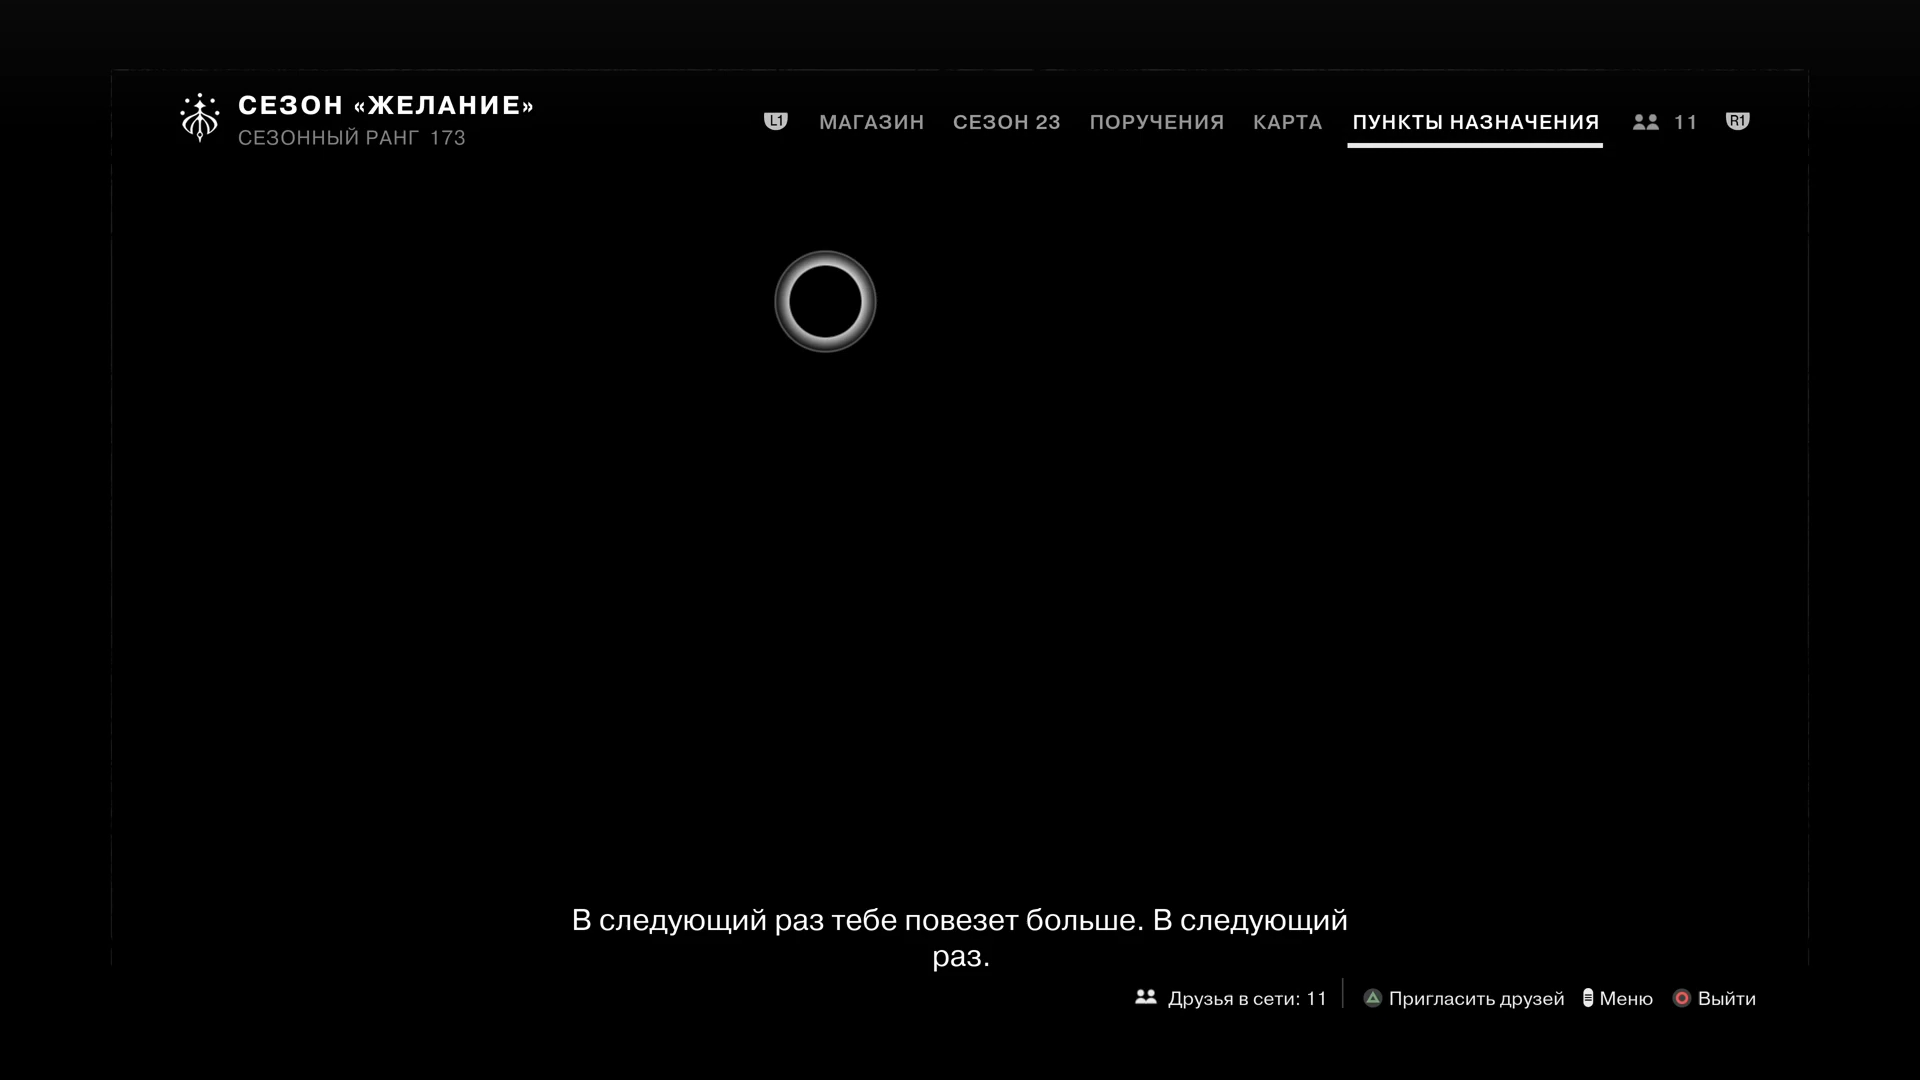 СЕЗОН «ЖЕЛАНИЕ»
СЕЗОННЫЙ РАНГ 173
L1 МАГАЗИН СЕЗОН 23 ПОРУЧЕНИЯ КАРТА ПУНКТЫ НАЗНАЧЕНИЯ 11 R1
В следующий раз тебе повезет больше. В следующий
раз.
Друзья в сети: 11 Пригласить друзей Меню Выйти